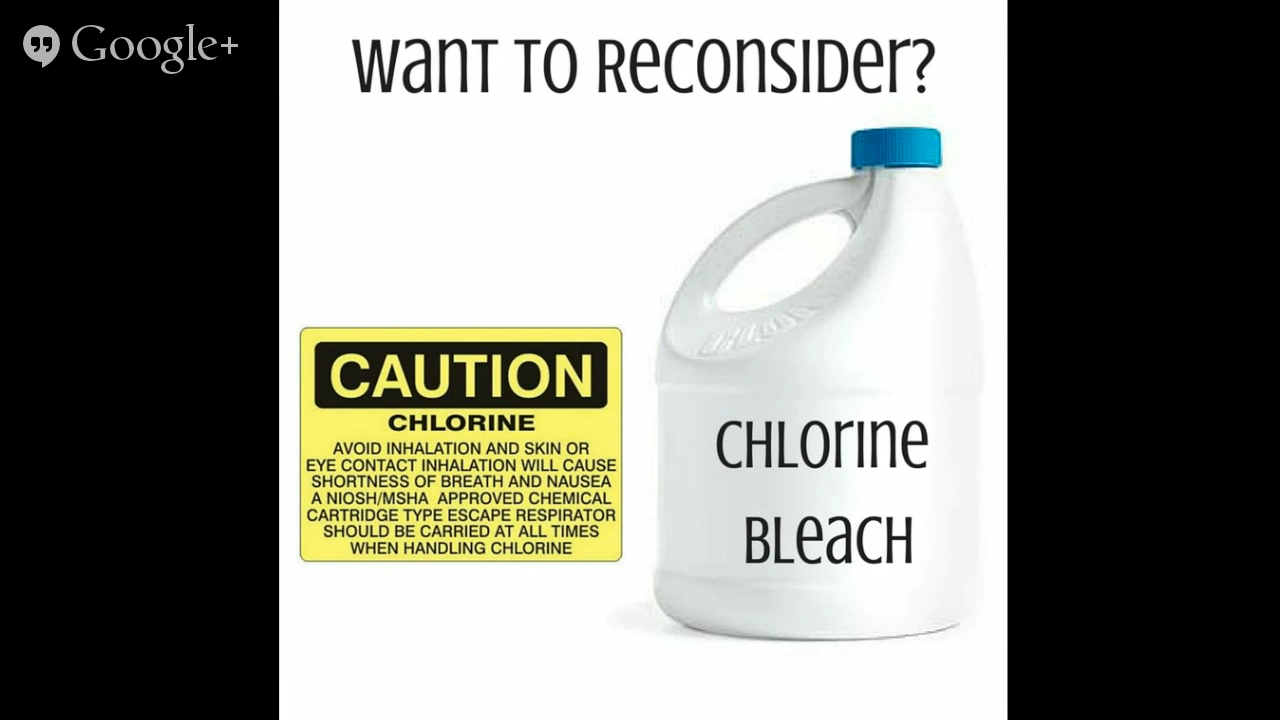 Google+
Want to Reconsider?
CAUTION
CHLORINE
AVOID INHALATION AND SKIN OR
EYE CONTACT INHALATION WILL CAUSE
SHORTNESS OF BREATH AND NAUSEA
A NIOSH/MSHA APPROVED CHEMICAL
CARTRIDGE TYPE ESCAPE RESPIRATOR
SHOULD BE CARRIED AT ALL TIMES
WHEN HANDLING CHLORINE
Chlorine
Bleach